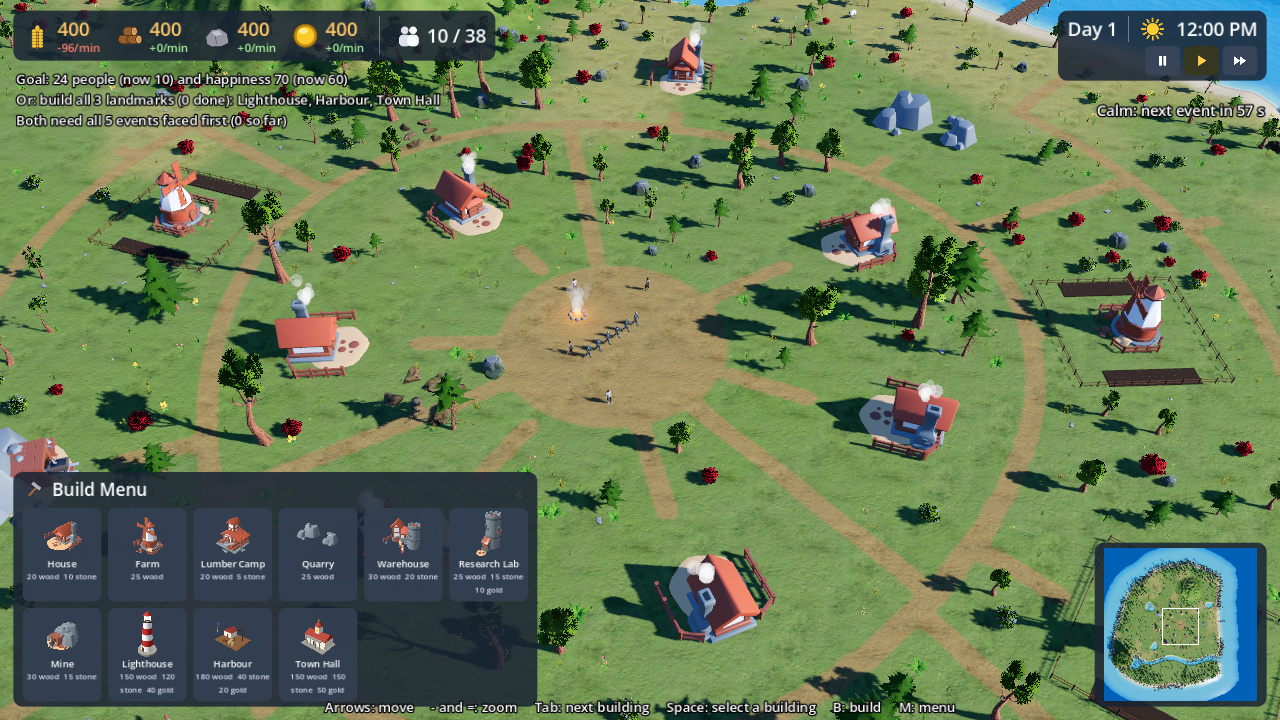 400 400 400 400
-96/min +0/min +0/min +0/min
10 / 38
Day 1 12:00 PM
Goal: 24 people (now 10) and happiness 70 (now 60)
Or: build all 3 landmarks (0 done): Lighthouse, Harbour, Town Hall
Both need all 5 events faced first (0 so far)
Calm: next event in 57 s
Build Menu
House Farm Lumber Camp Quarry Warehouse Research Lab
20 wood 10 stone 25 wood 20 wood 5 stone 25 wood 30 wood 20 stone 25 wood 15 stone
10 gold
Mine Lighthouse Harbour Town Hall
30 wood 15 stone 150 wood 120 180 wood 40 stone 150 wood 150
stone 40 gold 20 gold stone 50 gold
Arrows: move - and =: zoom Tab: next building Space: select a building B: build M: menu